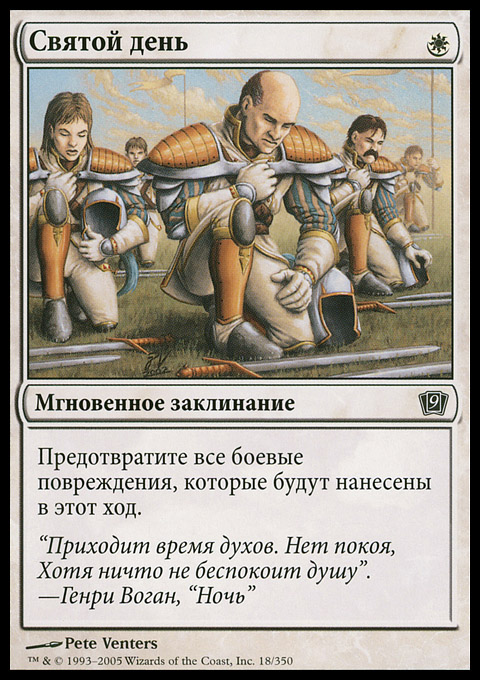 Святой день
Мгновенное заклинание
9
Предотвратите все боевые
повреждения, которые будут нанесены
в этот ход.
“Приходит время духов. Нет покоя,
Хотя ничто не беспокоит душу”.
—Генри Воган, “Ночь”
Pete Venters
™ & © 1993–2005 Wizards of the Coast, Inc. 18/350